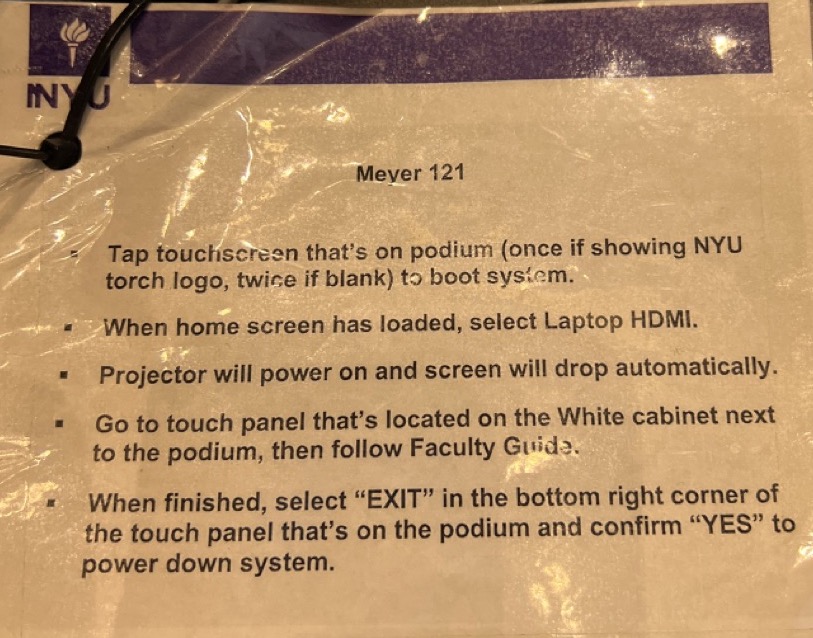 NYU
Meyer 121
▪ Tap touchscreen that's on podium (once if showing NYU
torch logo, twice if blank) to boot system.
▪ When home screen has loaded, select Laptop HDMI.
▪ Projector will power on and screen will drop automatically.
▪ Go to touch panel that's located on the White cabinet next
to the podium, then follow Faculty Guide.
▪ When finished, select “EXIT” in the bottom right corner of
the touch panel that's on the podium and confirm “YES” to
power down system.